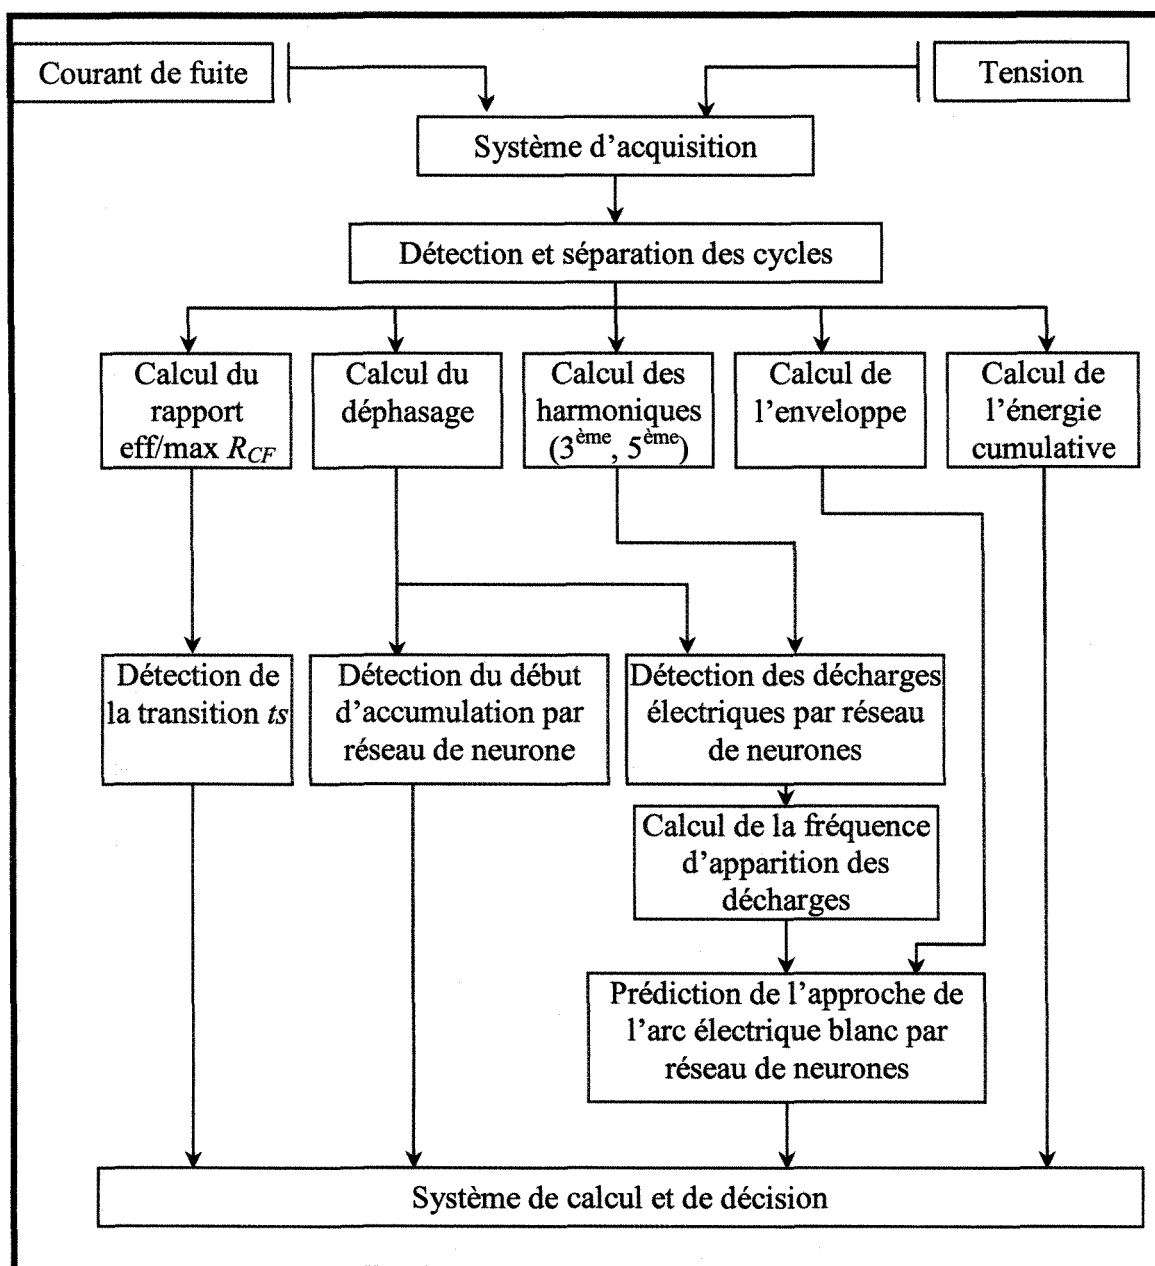 Courant de fuite
Tension
Système d'acquisition
Détection et séparation des cycles
Calcul du
rapport
eff/max R_CF
Calcul du
déphasage
Calcul des
harmoniques
(3ème, 5ème)
Calcul de
l'enveloppe
Calcul de
l'énergie
cumulative
Détection de
la transition ts
Détection du début
d'accumulation par
réseau de neurone
Détection des décharges
électriques par réseau
de neurones
Calcul de la fréquence
d'apparition des
décharges
Prédiction de l'approche de
l'arc électrique blanc par
réseau de neurones
Système de calcul et de décision